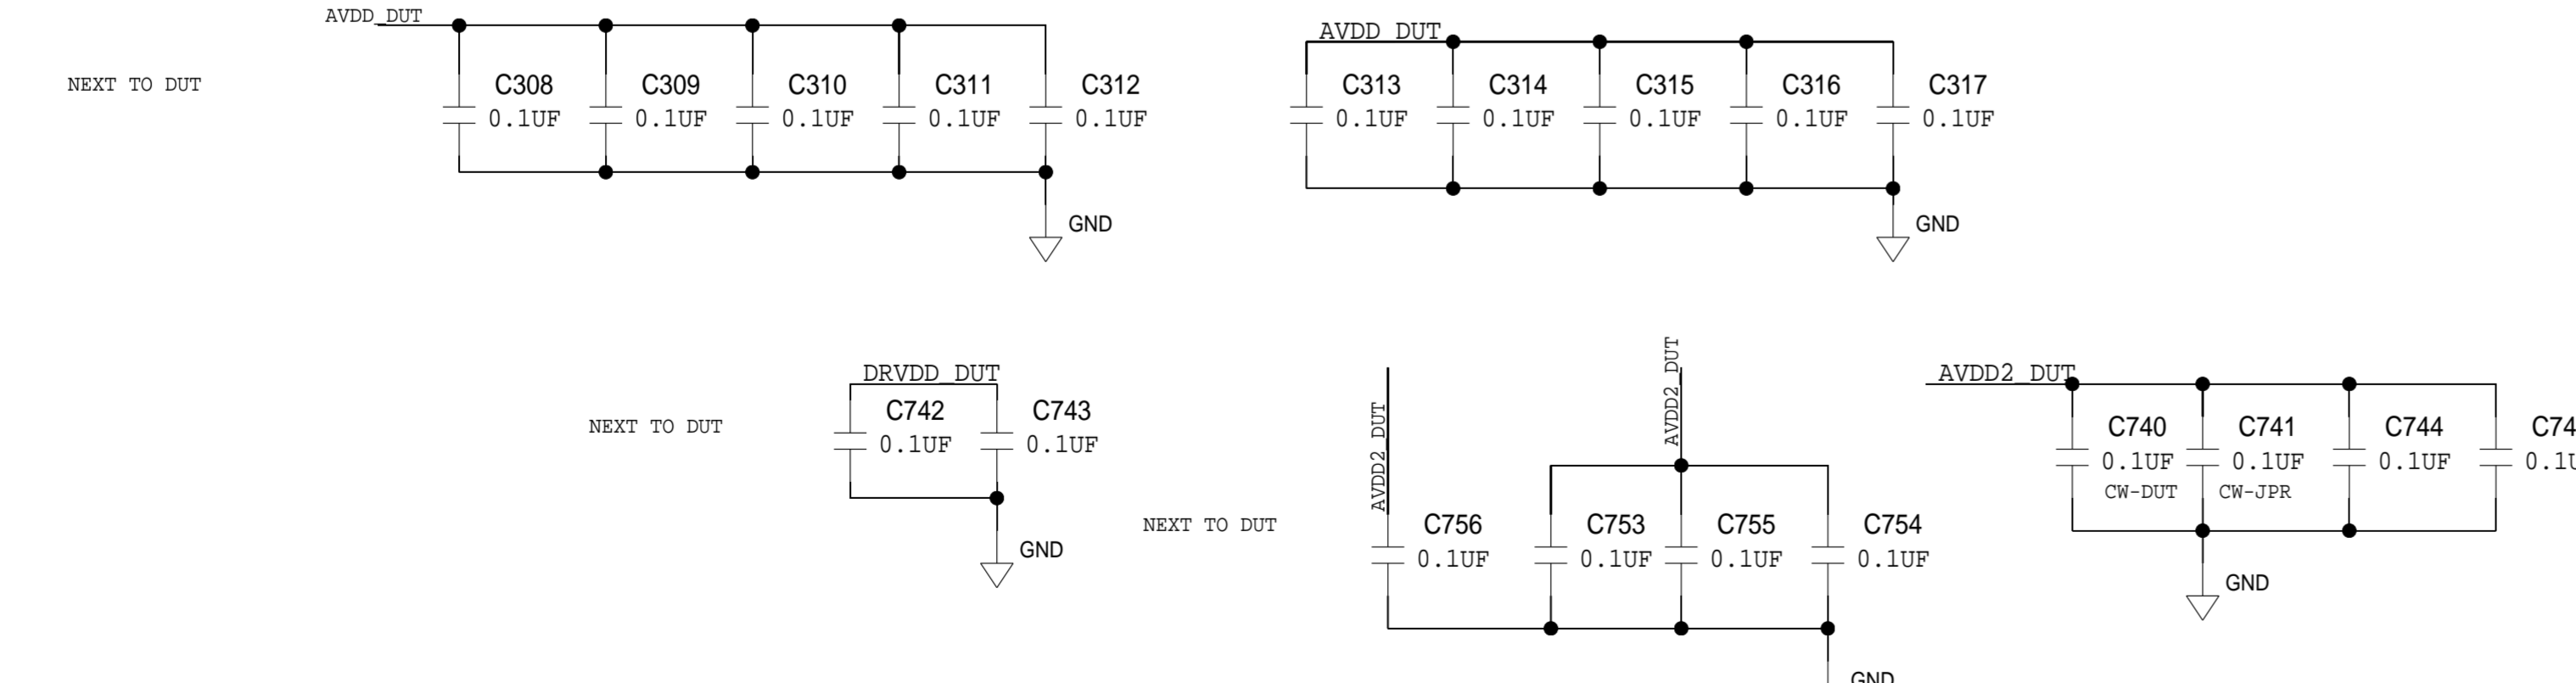 AVDD_DUT
NEXT TO DUT
C308
0.1UF
C309
0.1UF
C310
0.1UF
C311
0.1UF
C312
0.1UF
GND
AVDD_DUT
C313
0.1UF
C314
0.1UF
C315
0.1UF
C316
0.1UF
C317
0.1UF
GND
NEXT TO DUT
DRVDD_DUT
C742
0.1UF
C743
0.1UF
GND
NEXT TO DUT
AVDD2_DUT
AVDD2_DUT
C756
0.1UF
C753
0.1UF
C755
0.1UF
C754
0.1UF
GND
AVDD2_DUT
C740
0.1UF
CW-DUT
C741
0.1UF
CW-JPR
C744
0.1UF
GND